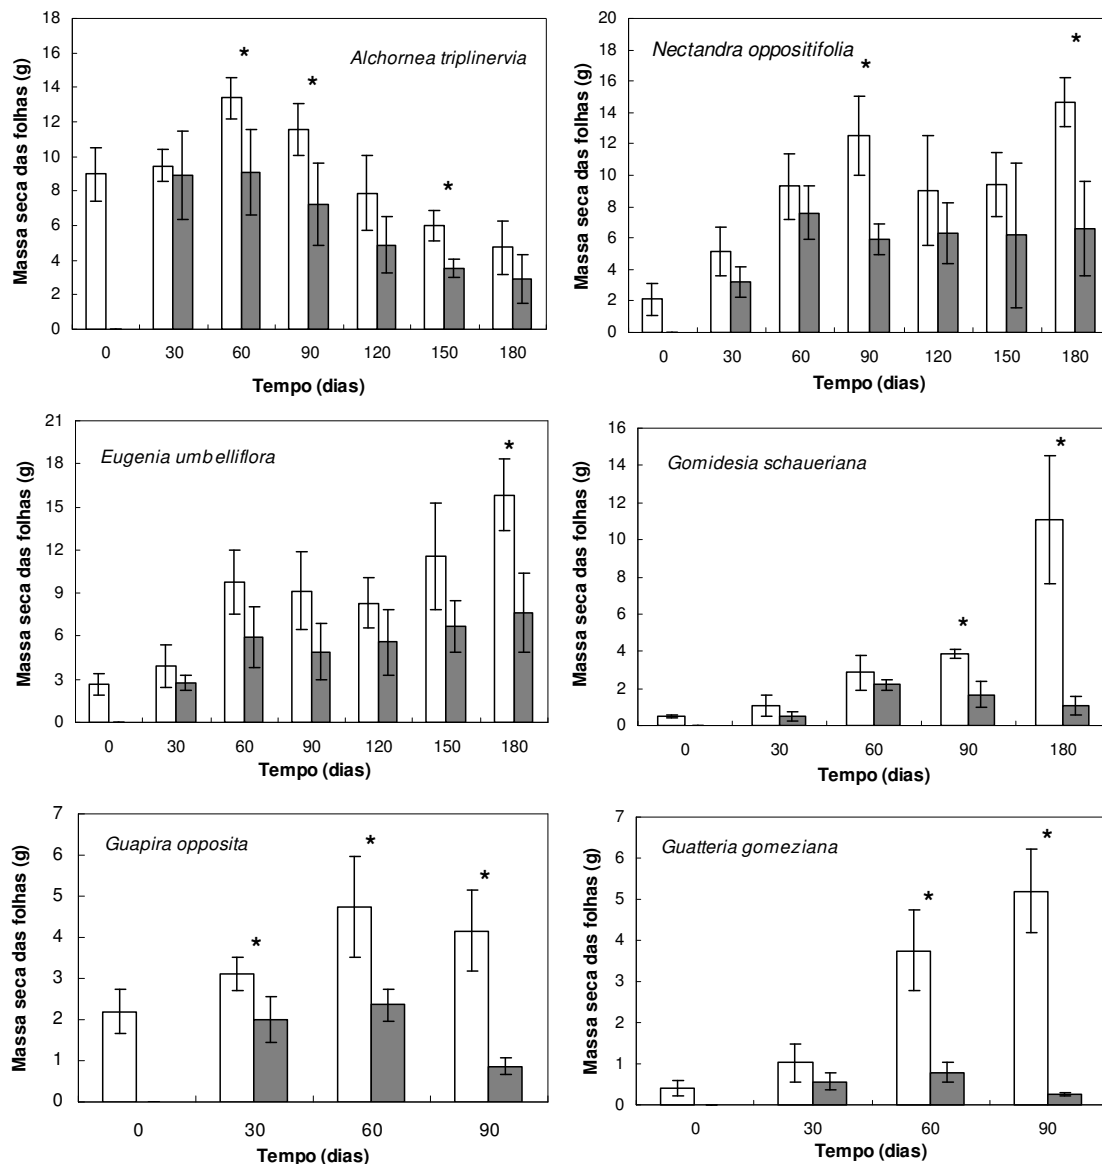 Massa seca das folhas (g)
18
16
14
12
10
8
6
4
2
0
Alchornea triplinervia
*
*
*
0 30 60 90 120 150 180
Tempo (dias)
Massa seca das folhas (g)
20
18
16
14
12
10
8
6
4
2
0
Nectandra oppositifolia
*
*
0 30 60 90 120 150 180
Tempo (dias)
Massa seca das folhas (g)
21
18
15
12
9
6
3
0
Eugenia umbelliflora
*
0 30 60 90 120 150 180
Tempo (dias)
Massa seca das folhas (g)
16
14
12
10
8
6
4
2
0
Gomidesia schaueriana
*
*
0 30 60 90 180
Tempo (dias)
Massa seca das folhas (g)
7
6
5
4
3
2
1
0
Guapira opposita
*
*
*
0 30 60 90
Tempo (dias)
Massa seca das folhas (g)
7
6
5
4
3
2
1
0
Guatteria gomeziana
*
*
0 30 60 90
Tempo (dias)